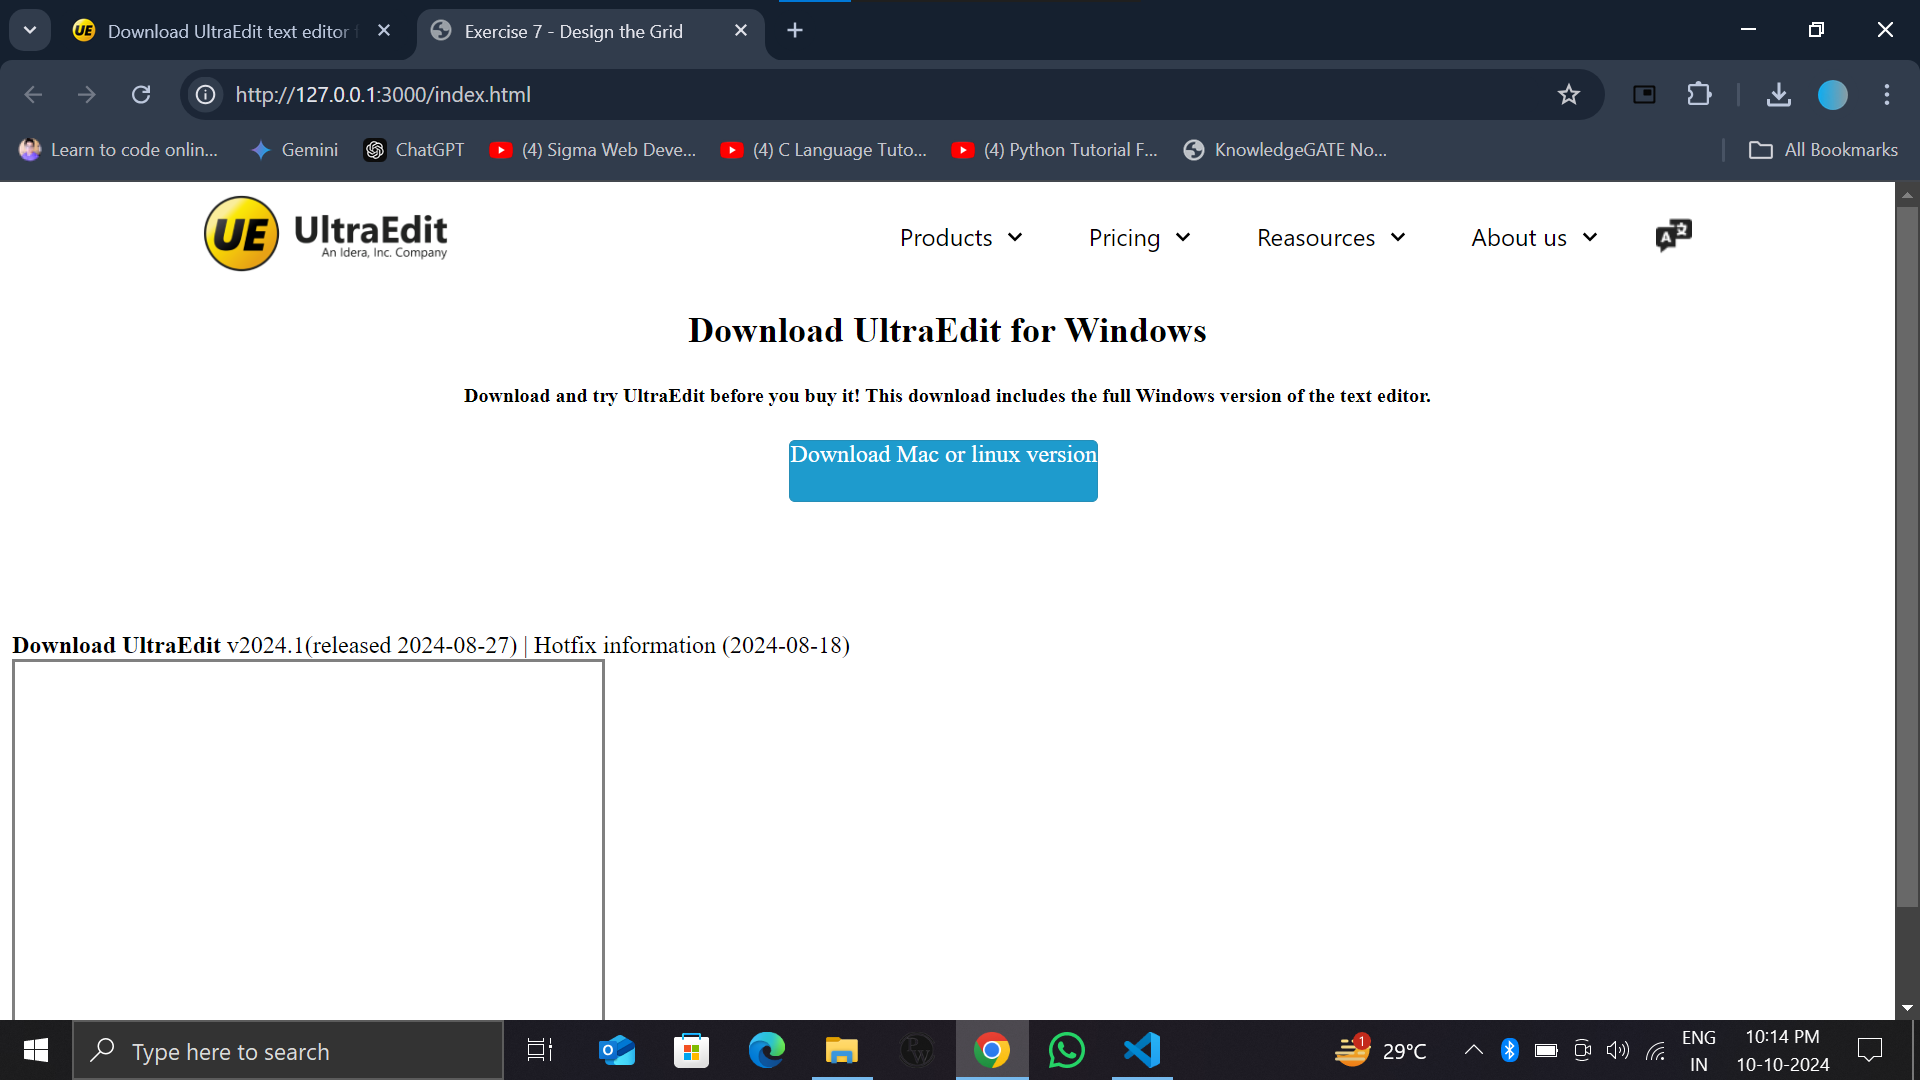 Download UltraEdit text editor
Exercise 7 - Design the Grid
http://127.0.0.1:3000/index.html
Learn to code onlin...
Gemini
ChatGPT
(4) Sigma Web Deve...
(4) C Language Tuto...
(4) Python Tutorial F...
KnowledgeGATE No...
All Bookmarks
UE UltraEdit
An Idera, Inc. Company
Products
Pricing
Reasources
About us
Download UltraEdit for Windows
Download and try UltraEdit before you buy it! This download includes the full Windows version of the text editor.
Download Mac or linux version
Download UltraEdit v2024.1(released 2024-08-27) | Hotfix information (2024-08-18)
Type here to search
1
29°C
ENG
IN
10:14 PM
10-10-2024